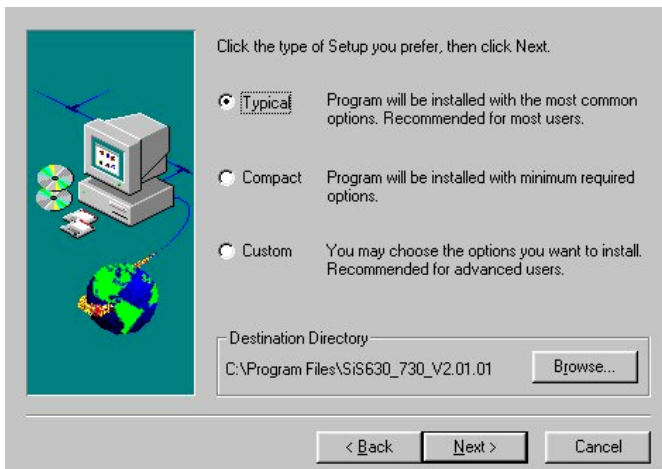 Click the type of Setup you prefer, then click Next.
Typical
Program will be installed with the most common
options. Recommended for most users.
Compact
Program will be installed with minimum required
options.
Custom
You may choose the options you want to install.
Recommended for advanced users.
Destination Directory
C:\Program Files\SiS630_730_V2.01.01
Browse...
< Back
Next >
Cancel